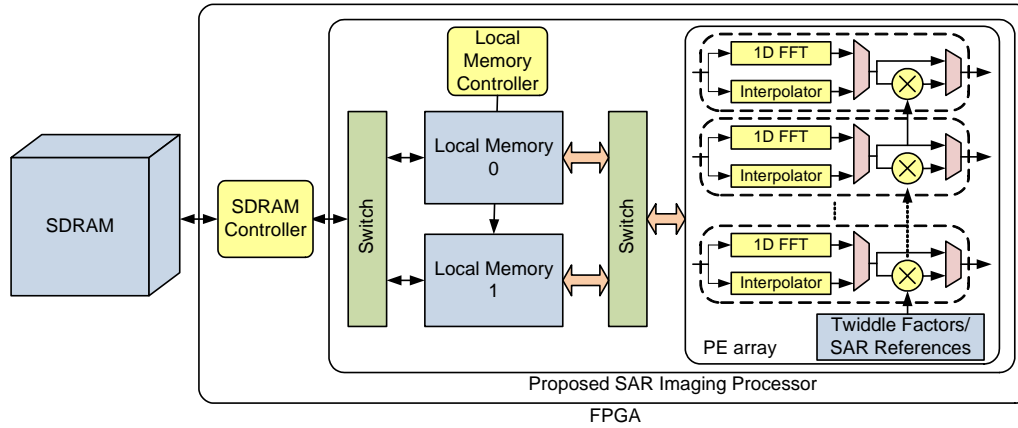 SDRAM
SDRAM
Controller
Switch
Local
Memory
Controller
Local Memory
0
Local Memory
1
Switch
1D FFT
Interpolator
1D FFT
Interpolator
1D FFT
Interpolator
Twiddle Factors/
SAR References
PE array
Proposed SAR Imaging Processor
FPGA